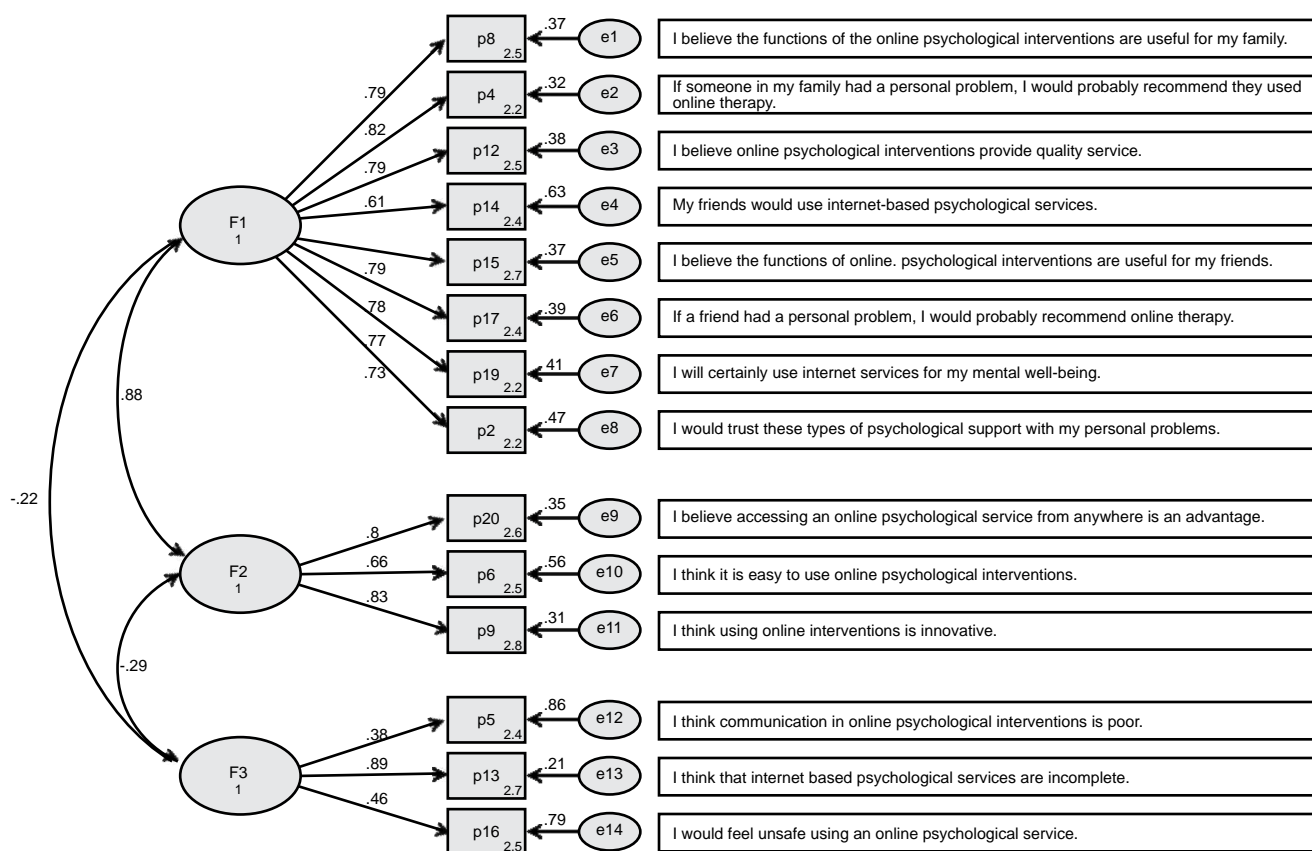 p8 2.5 .37 e1 I believe the functions of the online psychological interventions are useful for my family.
.79
p4 2.2 .32 e2 If someone in my family had a personal problem, I would probably recommend they used
online therapy.
.82
p12 2.5 .38 e3 I believe online psychological interventions provide quality service.
.79
p14 2.4 .63 e4 My friends would use internet-based psychological services.
.61
F1
1
p15 2.7 .37 e5 I believe the functions of online. psychological interventions are useful for my friends.
.79
p17 2.4 .39 e6 If a friend had a personal problem, I would probably recommend online therapy.
.78
p19 2.2 41 e7 I will certainly use internet services for my mental well-being.
.77
.73
p2 2.2 .47 e8 I would trust these types of psychological support with my personal problems.
.88
-.22
p20 2.6 .35 e9 I believe accessing an online psychological service from anywhere is an advantage.
.8
F2
1
.66
p6 2.5 .56 e10 I think it is easy to use online psychological interventions.
.83
p9 2.8 .31 e11 I think using online interventions is innovative.
-.29
p5 2.4 .86 e12 I think communication in online psychological interventions is poor.
.38
F3
1
.89
p13 2.7 .21 e13 I think that internet based psychological services are incomplete.
.46
p16 2.5 .79 e14 I would feel unsafe using an online psychological service.